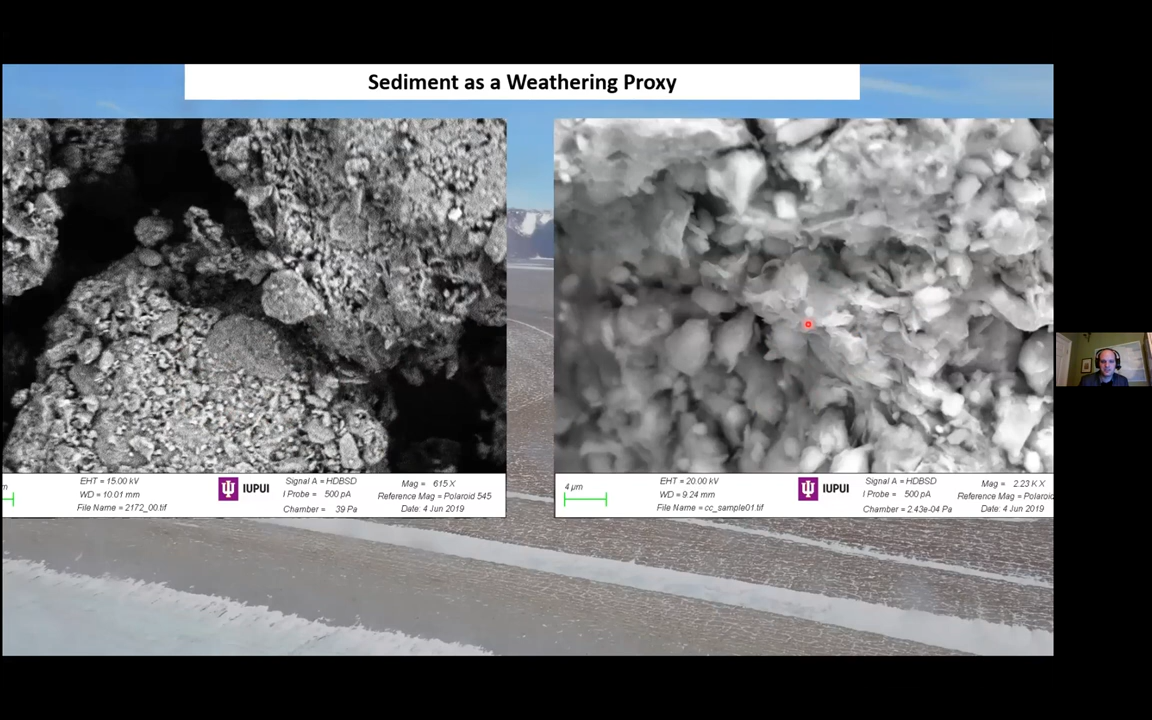 Sediment as a Weathering Proxy
EHT = 15.00 kV
WD = 10.01 mm
File Name = 2172_00.tif
IUPUI
Signal A = HDBSD
I Probe = 500 pA
Chamber = 39 Pa
Mag = 615 X
Reference Mag = Polaroid 545
Date: 4 Jun 2019
4 µm
EHT = 20.00 kV
WD = 9.24 mm
File Name = cc_sample01.tif
IUPUI
Signal A = HDBSD
I Probe = 500 pA
Chamber = 2.43e-04 Pa
Mag = 2.23 K X
Reference Mag = Polaroid
Date: 4 Jun 2019